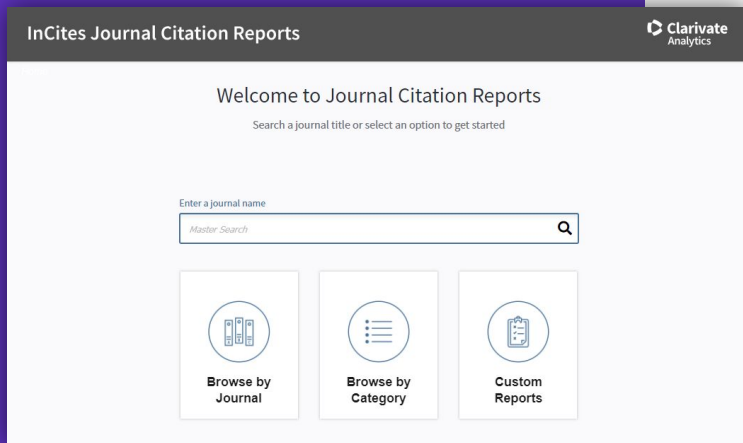 InCites Journal Citation Reports
Clarivate
Analytics
Welcome to Journal Citation Reports
Search a journal title or select an option to get started
Enter a journal name
Master Search
Browse by
Journal
Browse by
Category
Custom
Reports